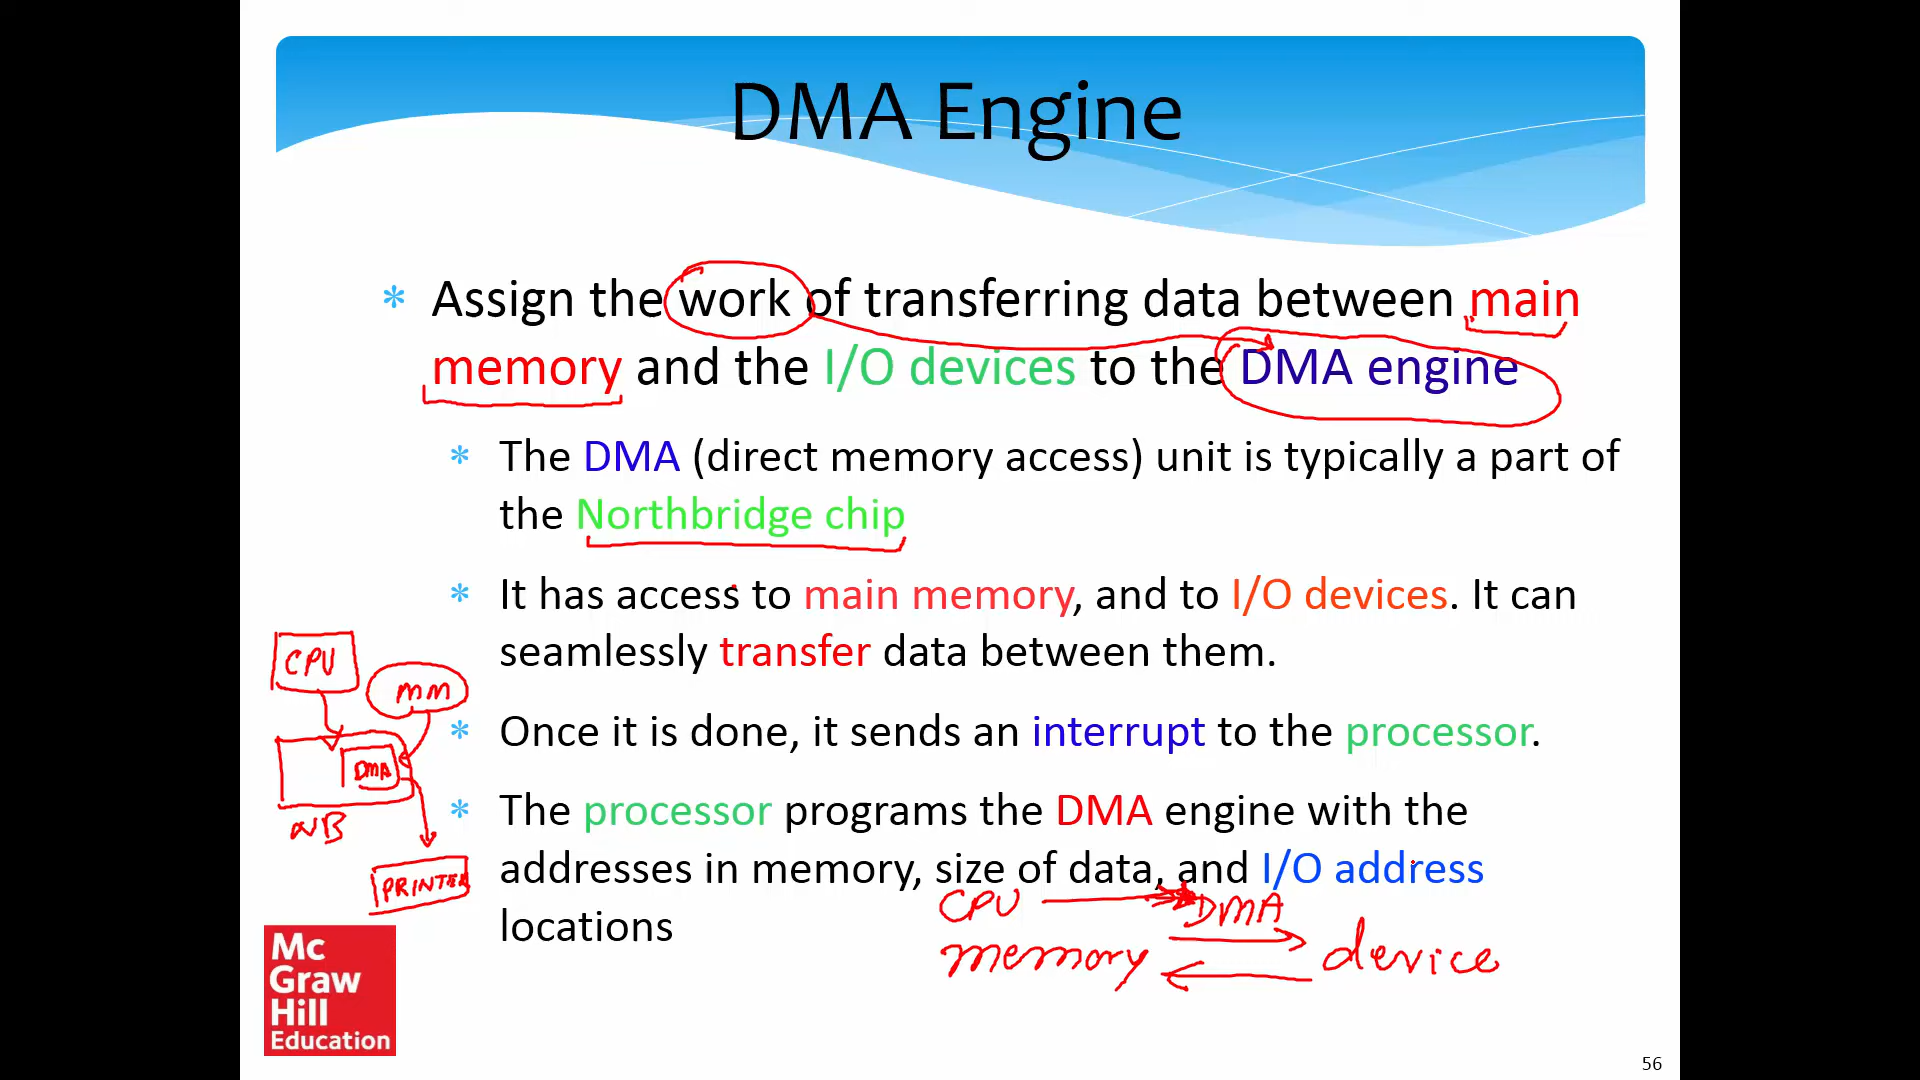 DMA Engine
* Assign the work of transferring data between main
memory and the I/O devices to the DMA engine
* The DMA (direct memory access) unit is typically a part of
the Northbridge chip
* It has access to main memory, and to I/O devices. It can
seamlessly transfer data between them.
* Once it is done, it sends an interrupt to the processor.
* The processor programs the DMA engine with the
addresses in memory, size of data, and I/O address
locations
CPU
MM
DMA
NB
PRINTER
CPU DMA
memory device
Mc
Graw
Hill
Education
56